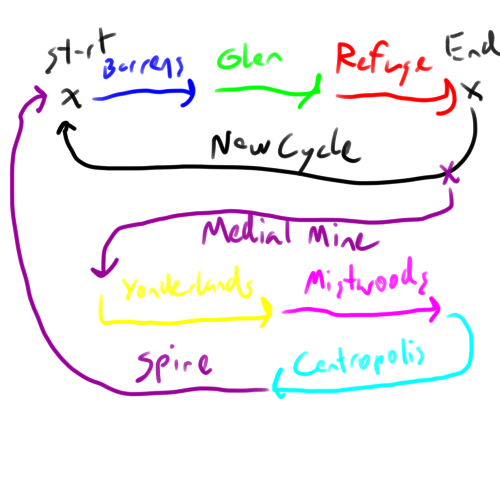 Start Barrens Glen Refuge End
x x
New Cycle
x
Medial Mine
Yonderlands Mistwoods
Spire Centropolis